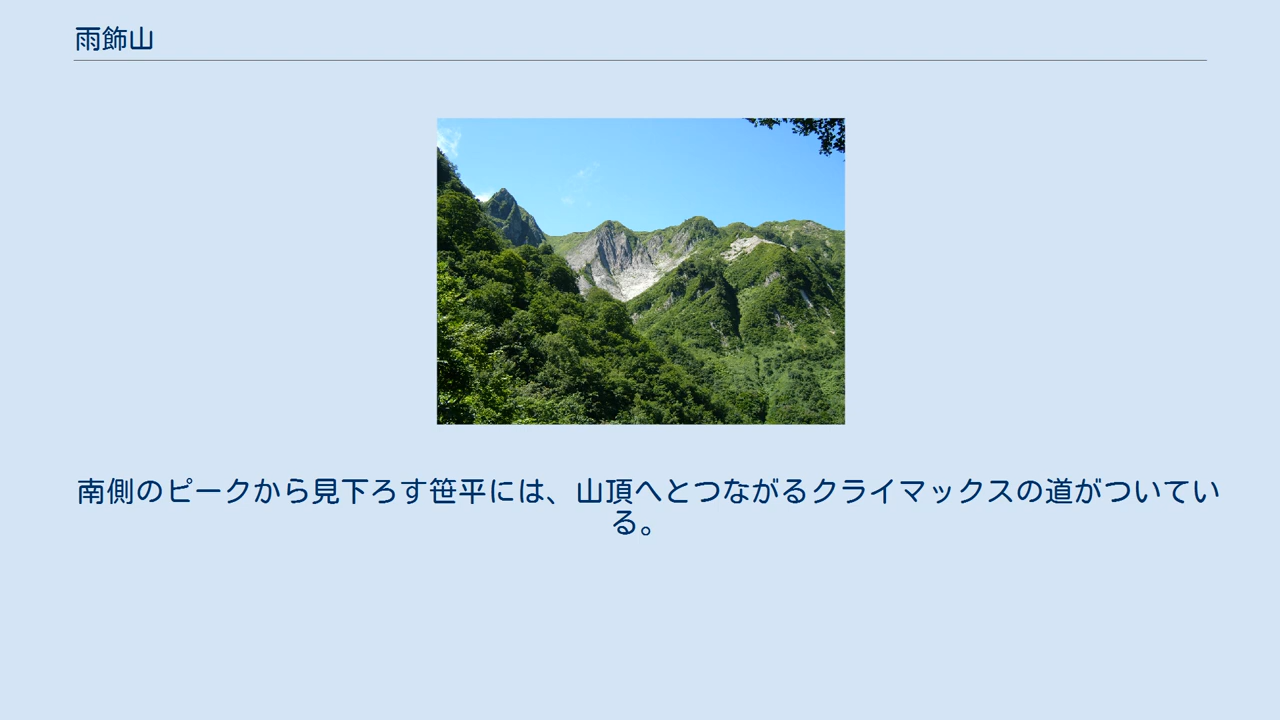 雨飾山
南側のピークから見下ろす笹平には、山頂へとつながるクライマックスの道がついてい
る。